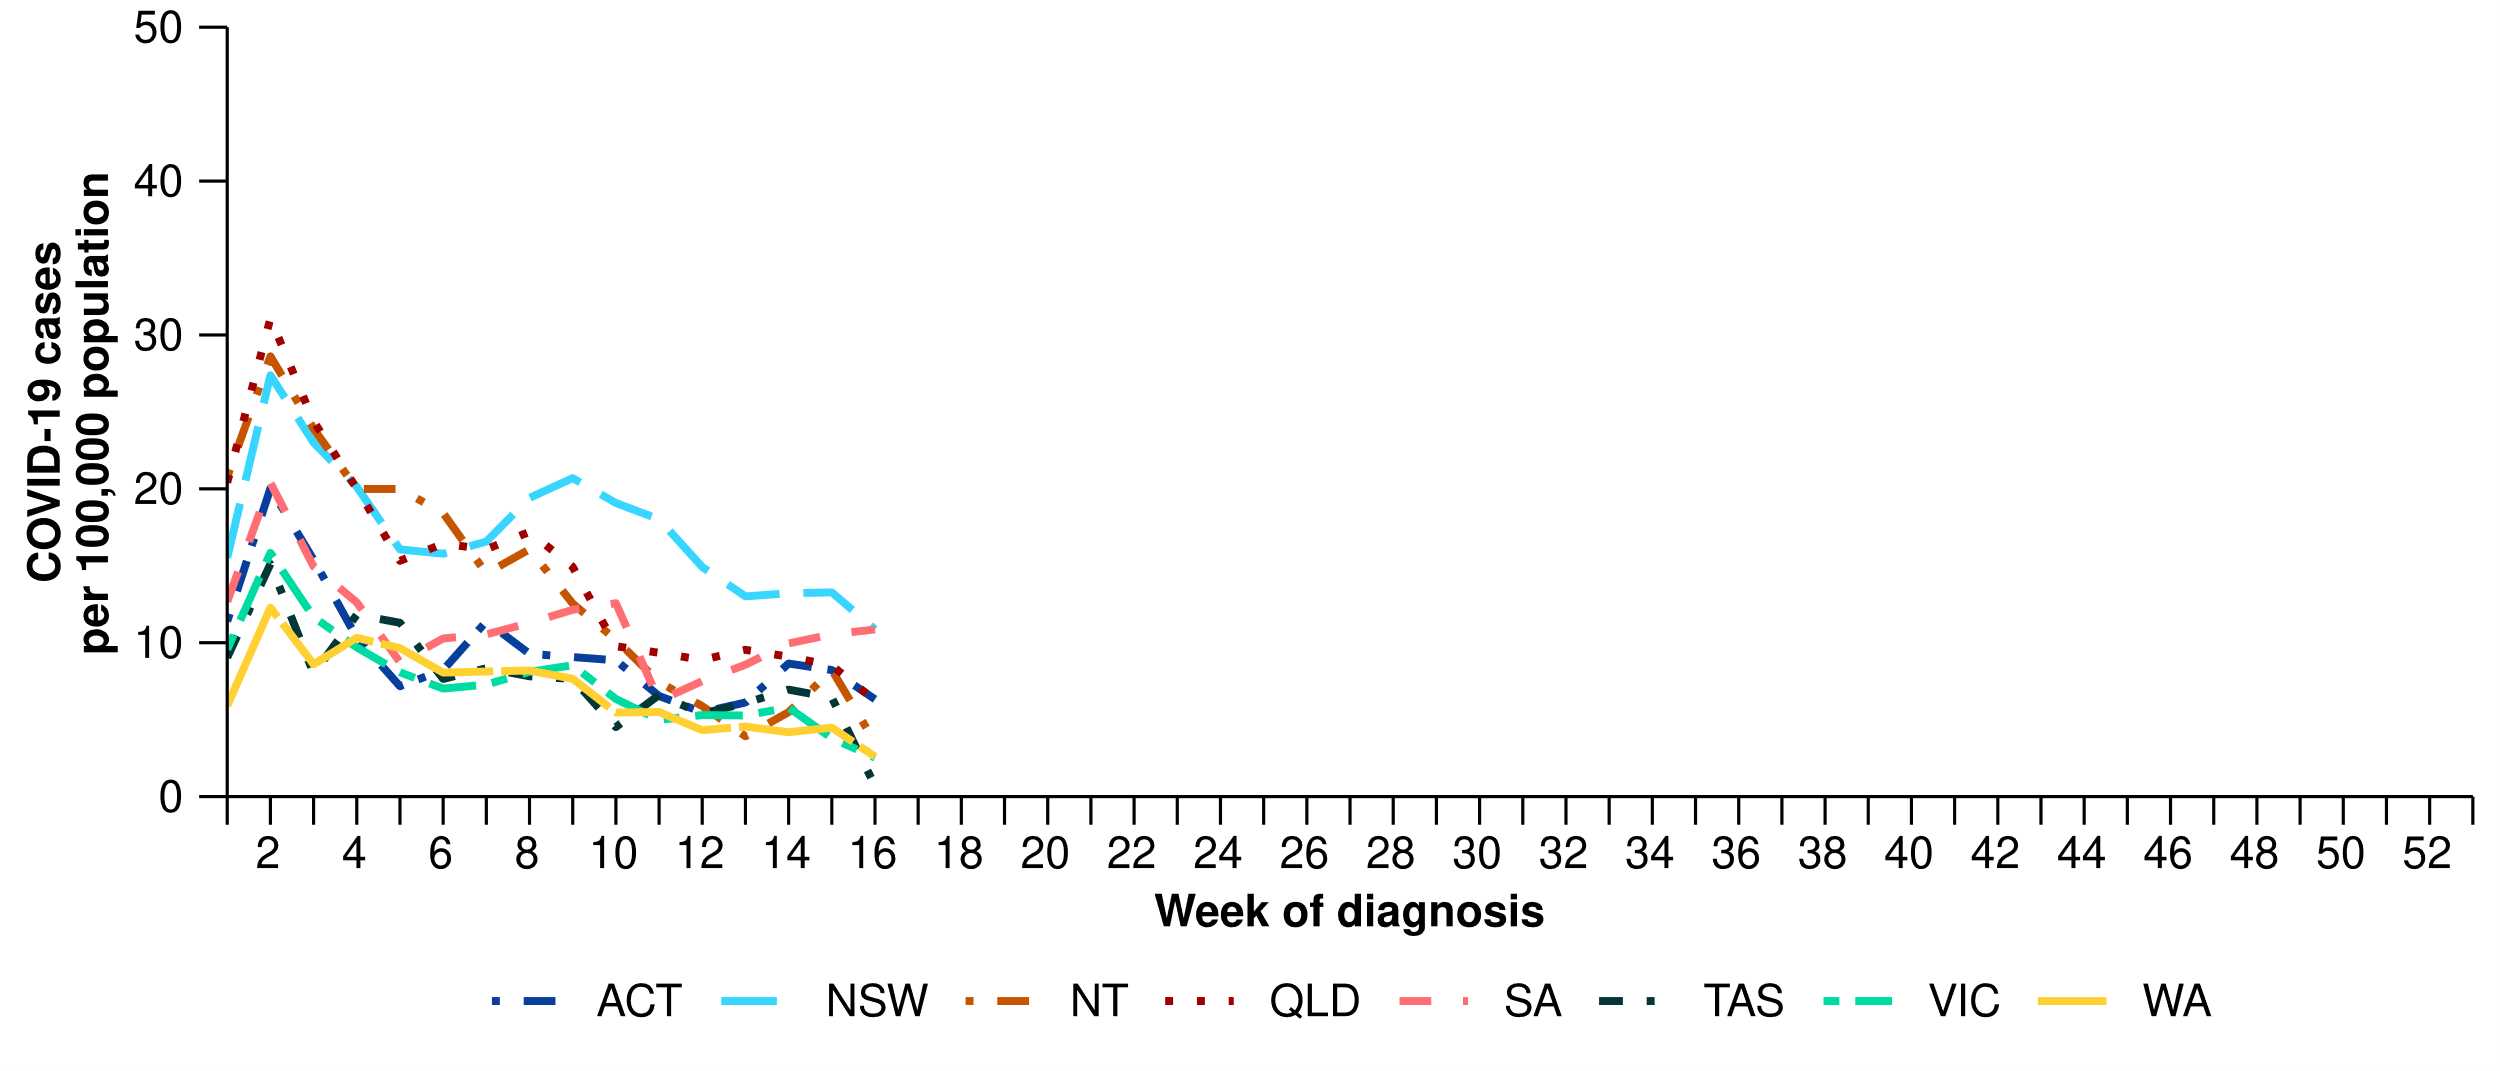 COVID-19 cases
per 100,000 population
50
40
30
20
10
0
2 4 6 8 10 12 14 16 18 20 22 24 26 28 30 32 34 36 38 40 42 44 46 48 50 52
Week of diagnosis
ACT NSW NT QLD SA TAS VIC WA